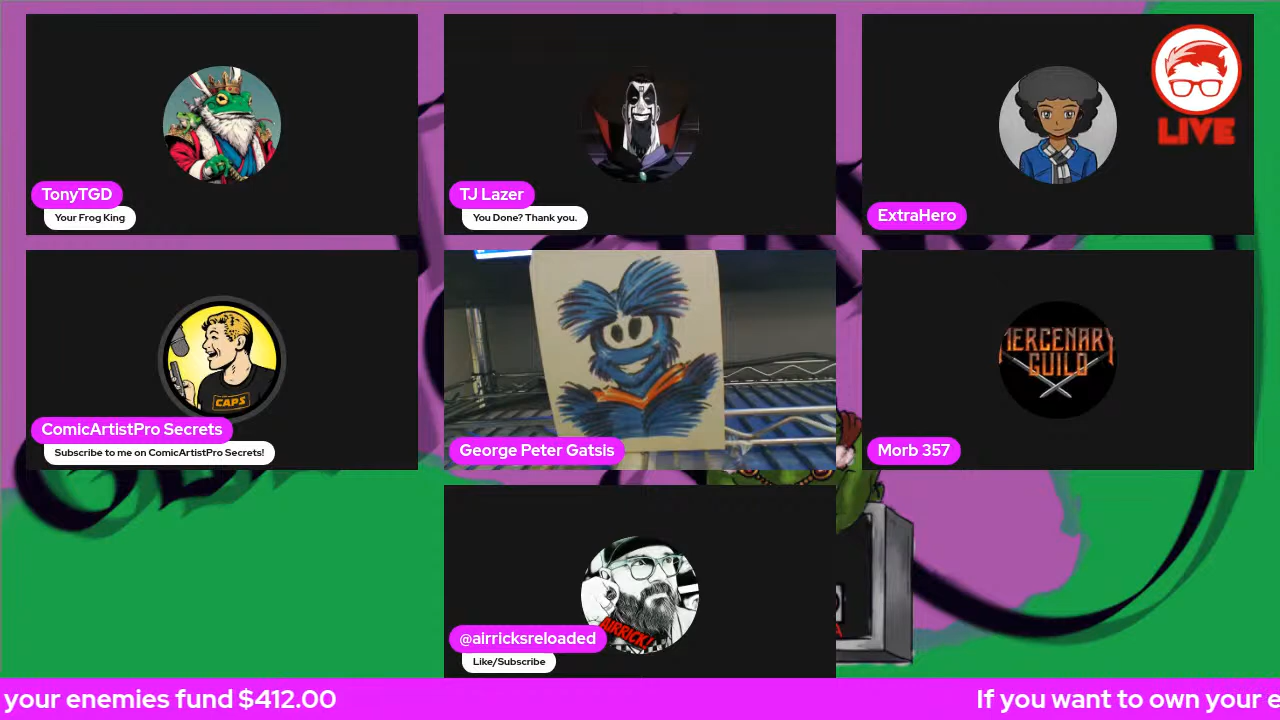 LIVE
TonyTGD
Your Frog King
TJ Lazer
You Done? Thank you.
ExtraHero
CAPS
ComicArtistPro Secrets
Subscribe to me on ComicArtistPro Secrets!
George Peter Gatsis
MERCENARY
GUILD
Morb 357
AIRRICK!
@airricksreloaded
Like/Subscribe
your enemies fund $412.00
If you want to own your e